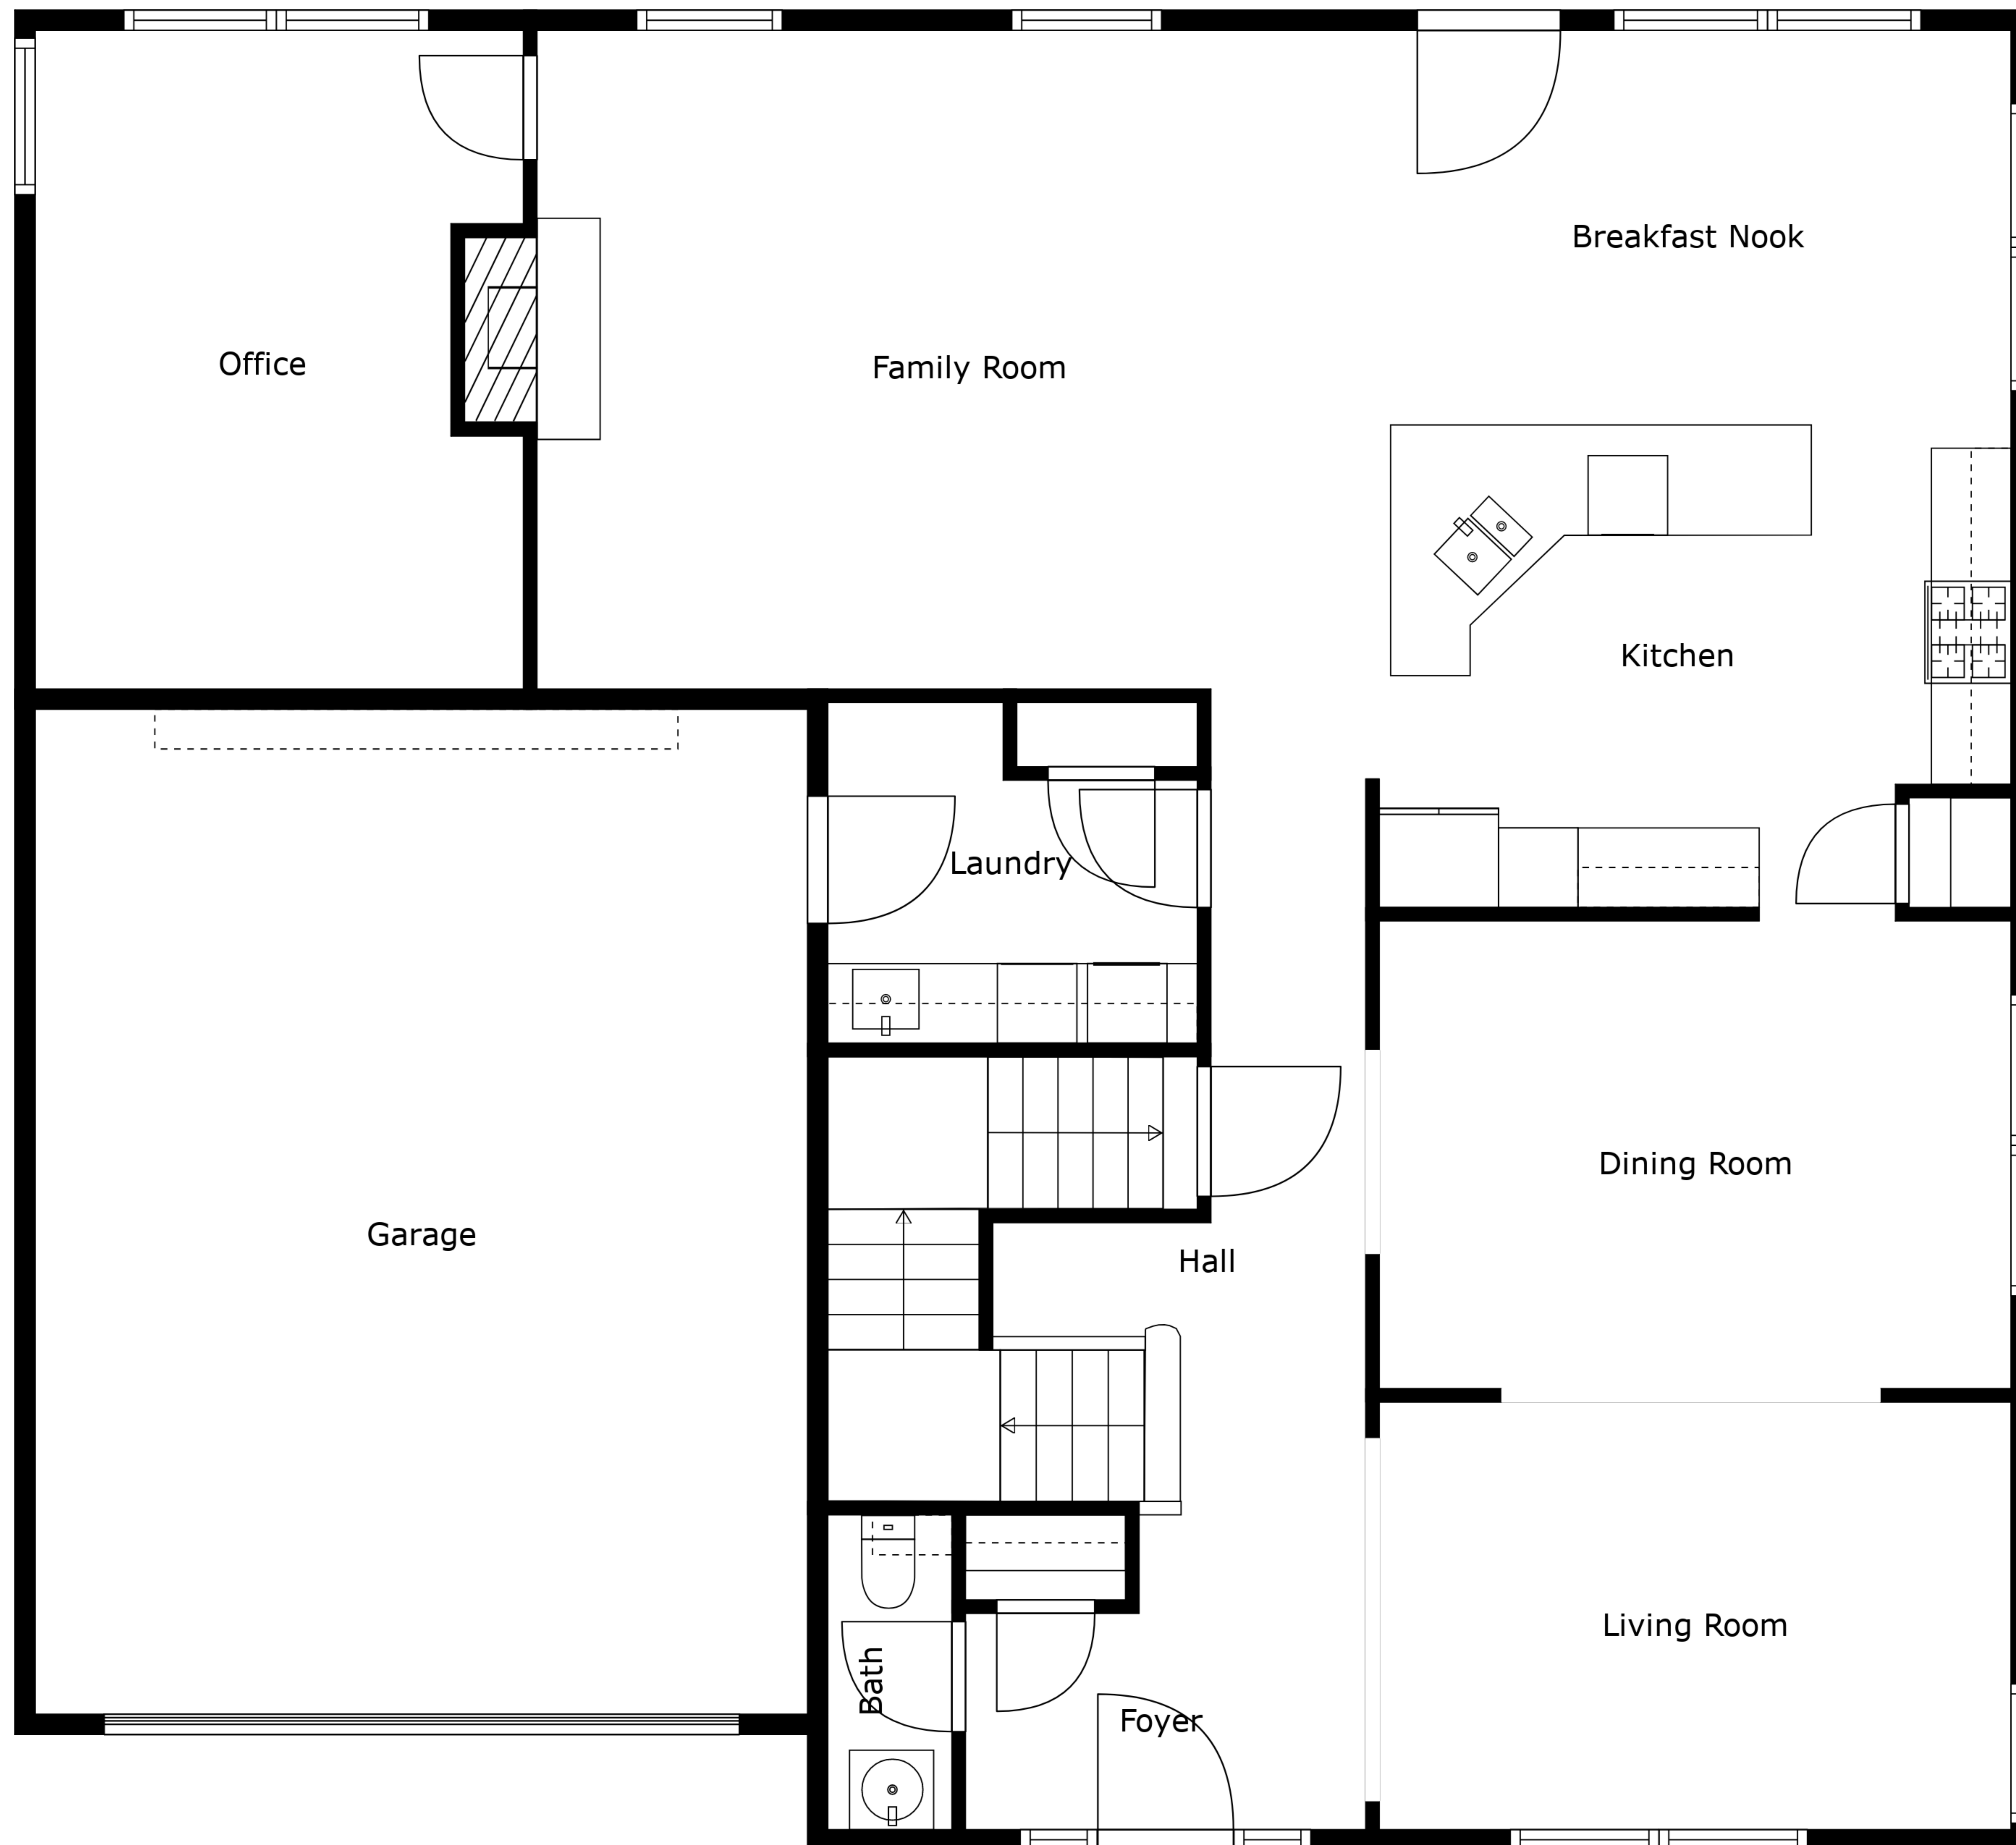 Breakfast Nook
Office
Family Room
Kitchen
Laundry
Dining Room
Garage
Hall
Living Room
Bath
Foyer